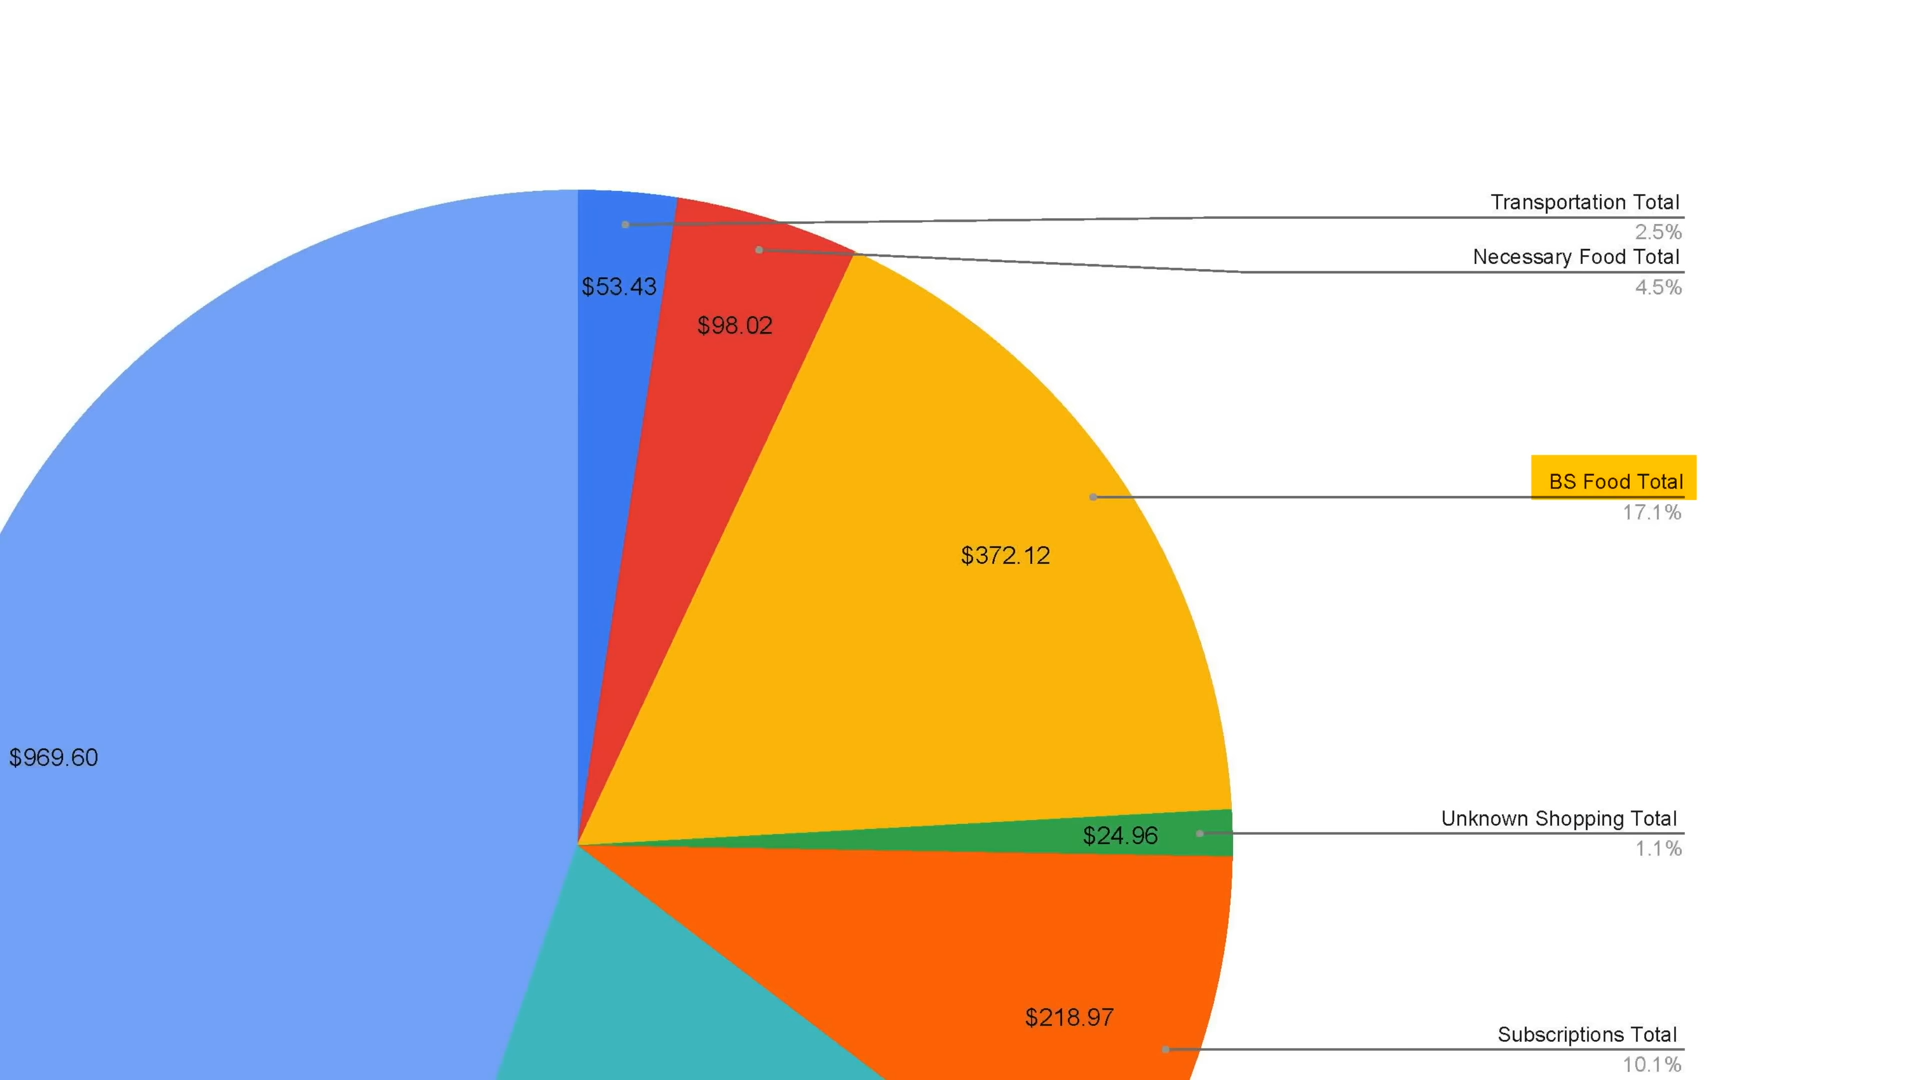 Transportation Total
2.5%
Necessary Food Total
4.5%
$53.43
$98.02
BS Food Total
17.1%
$372.12
$969.60
Unknown Shopping Total
$24.96
1.1%
$218.97
Subscriptions Total
10.1%